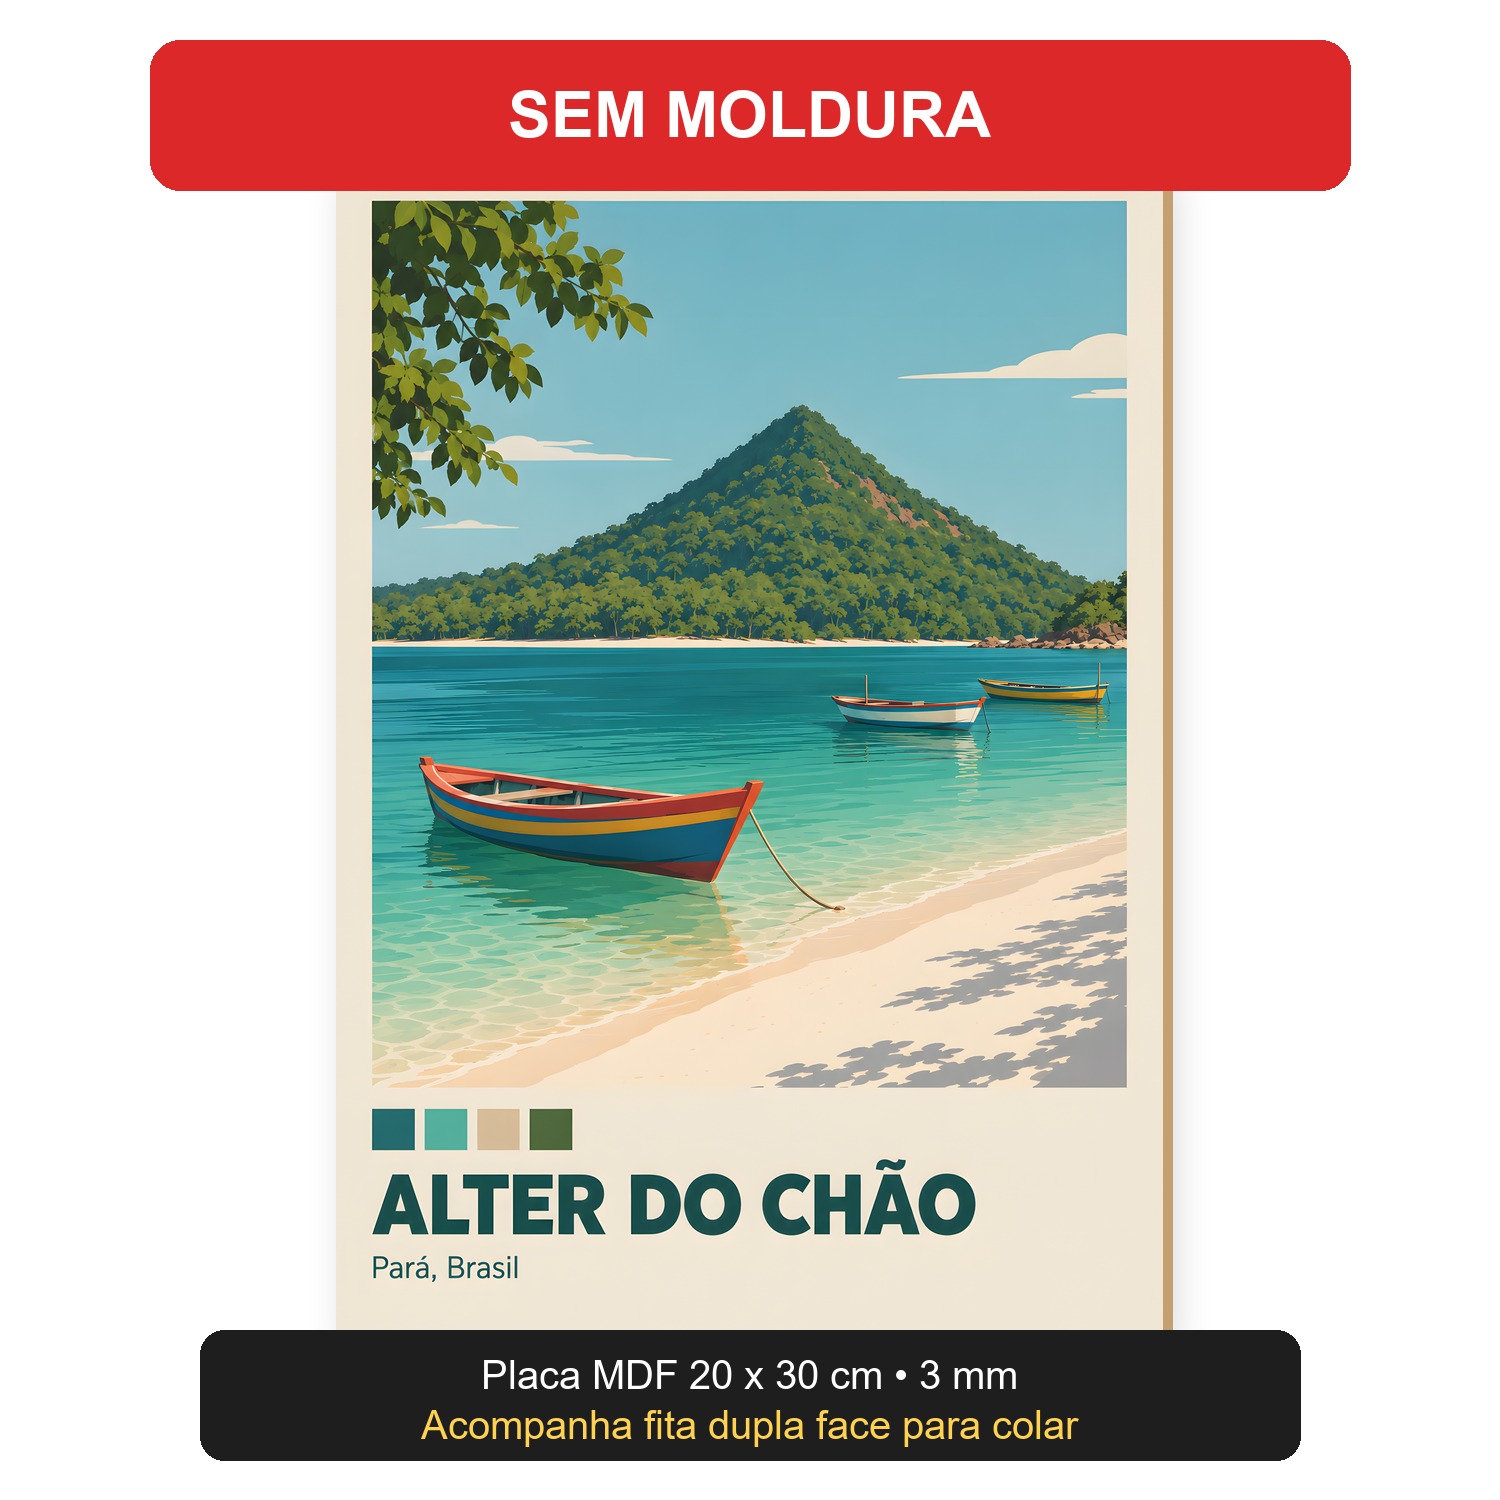 SEM MOLDURA
ALTER DO CHÃO
Pará, Brasil
Placa MDF 20 x 30 cm • 3 mm
Acompanha fita dupla face para colar